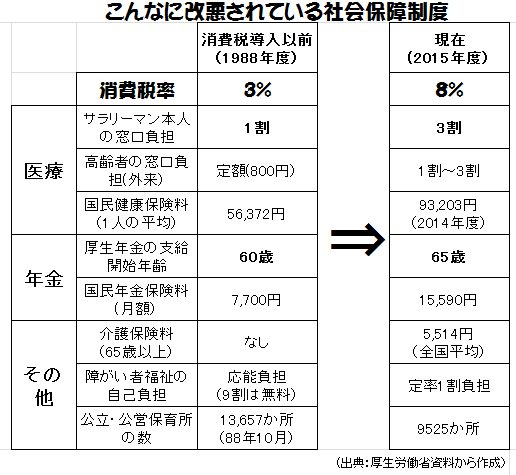 こんなに改悪されている社会保障制度
消費税導入以前
(1988年度)
現在
(2015年度)
消費税率
3%
8%
医療
サラリーマン本人
の窓口負担
1割
3割
高齢者の窓口負
担(外来)
定額(800円)
1割~3割
国民健康保険料
(1人の平均)
56,372円
93,203円
(2014年度)
⇒
年金
厚生年金の支給
開始年齢
60歳
65歳
国民年金保険料
(月額)
7,700円
15,590円
その
他
介護保険料
(65歳以上)
なし
5,514円
(全国平均)
障がい者福祉の
自己負担
応能負担
(9割は無料)
定率1割負担
公立・公営保育所
の数
13,657か所
(88年10月)
9525か所
(出典:厚生労働省資料から作成)